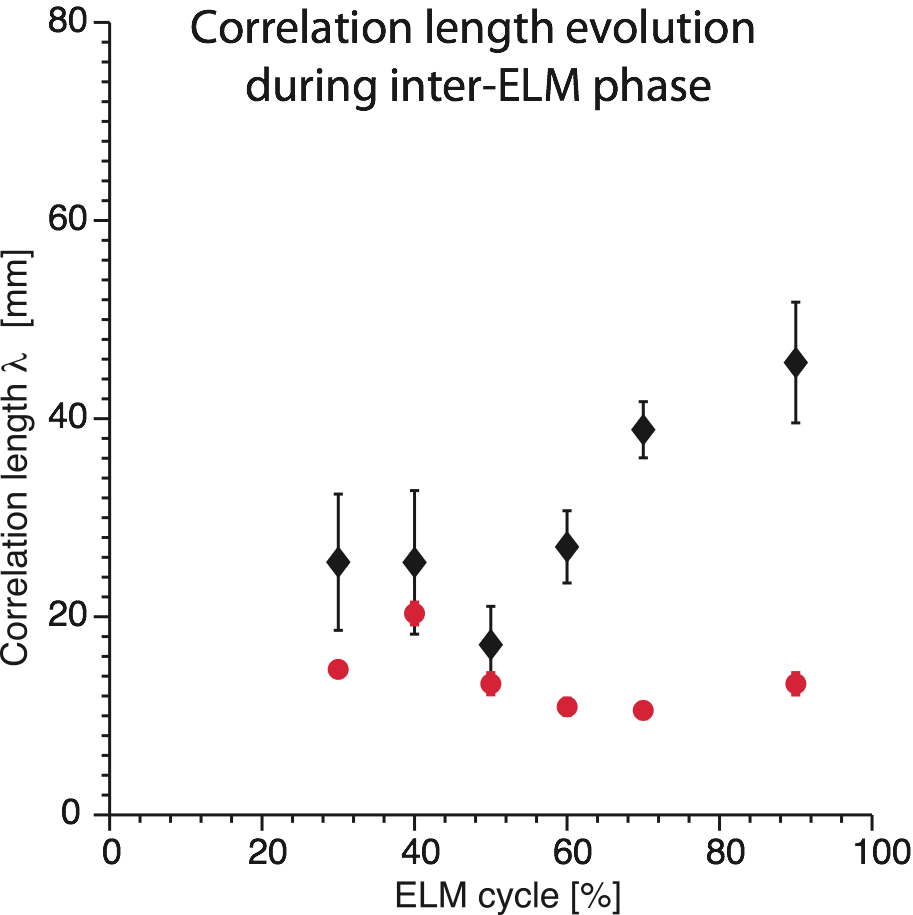 Correlation length evolution
during inter-ELM phase
80
60
40
20
0
Correlation length λ [mm]
0 20 40 60 80 100
ELM cycle [%]